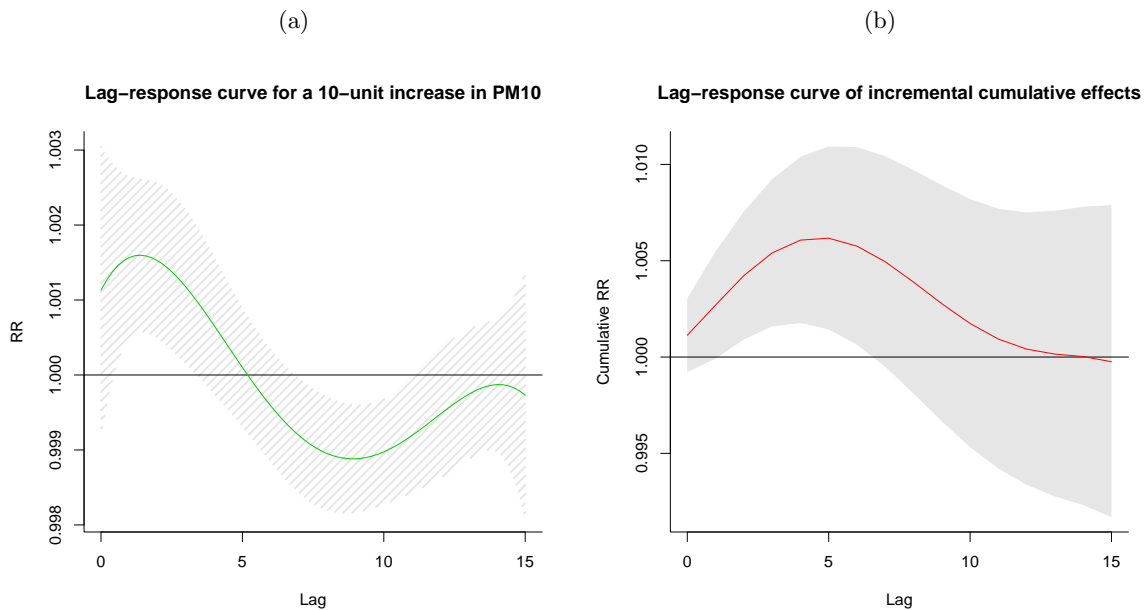 (a)
Lag−response curve for a 10−unit increase in PM10
RR
1.003
1.002
1.001
1.000
0.999
0.998
0
5
10
15
Lag
(b)
Lag−response curve of incremental cumulative effects
Cumulative RR
1.010
1.005
1.000
0.995
0
5
10
15
Lag